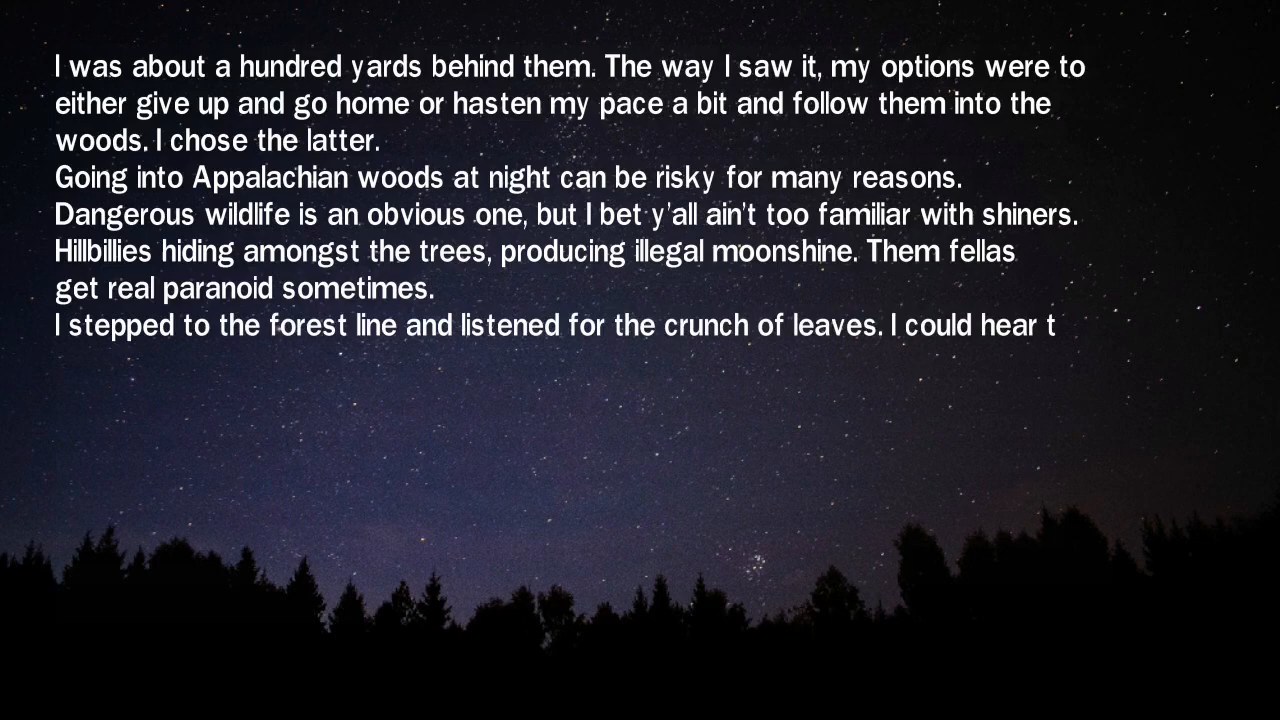 I was about a hundred yards behind them. The way I saw it, my options were to
either give up and go home or hasten my pace a bit and follow them into the
woods. I chose the latter.
Going into Appalachian woods at night can be risky for many reasons.
Dangerous wildlife is an obvious one, but I bet y'all ain't too familiar with shiners.
Hillbillies hiding amongst the trees, producing illegal moonshine. Them fellas
get real paranoid sometimes.
I stepped to the forest line and listened for the crunch of leaves. I could hear t